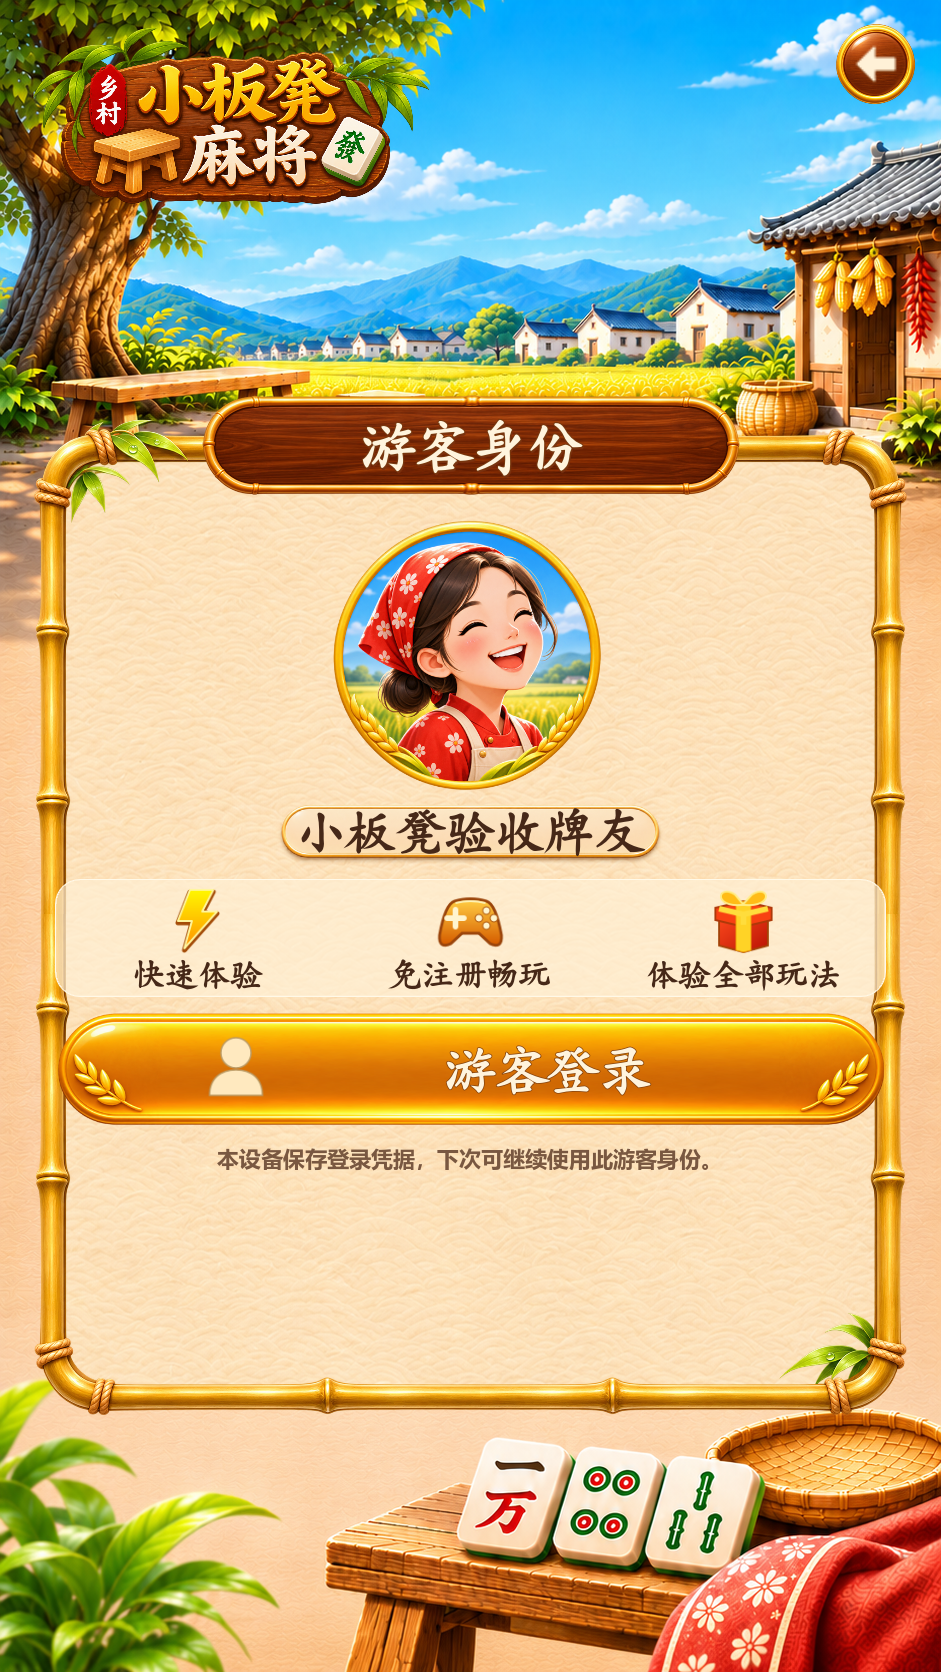 乡村
小板凳
麻将
發
游客身份
小板凳验收牌友
快速体验
免注册畅玩
体验全部玩法
游客登录
本设备保存登录凭据，下次可继续使用此游客身份。
一万